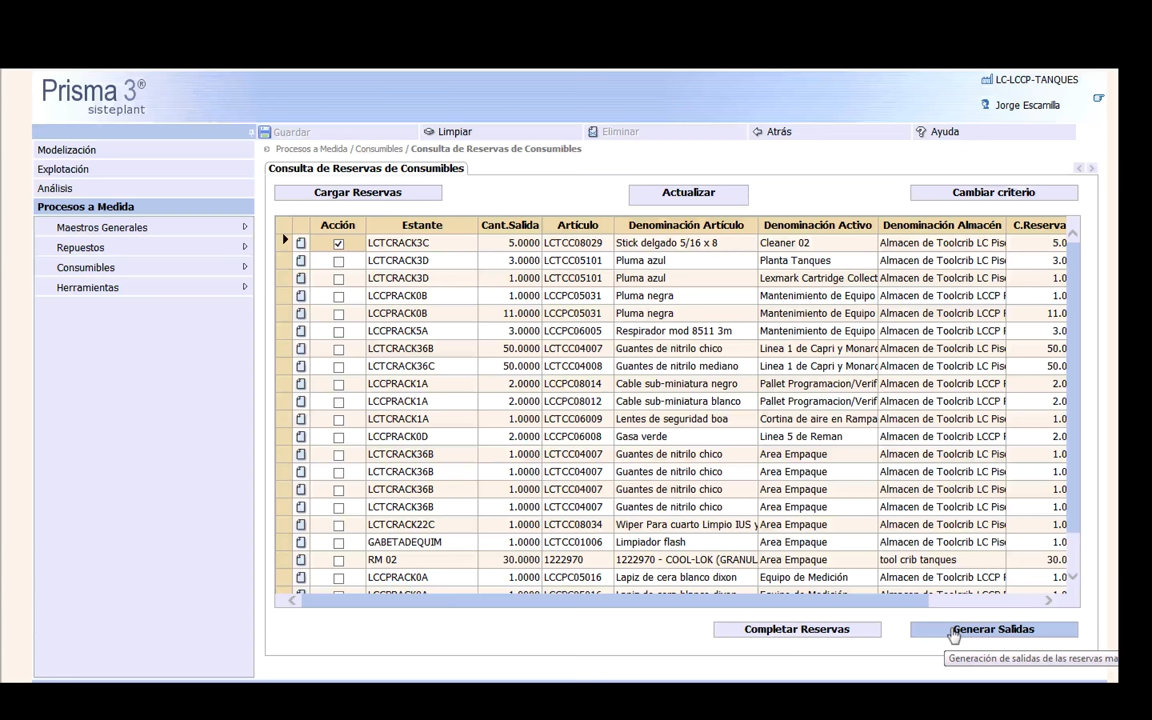 Prisma 3®
sisteplant
LC-LCCP-TANQUES
Jorge Escamilla
Guardar Limpiar Eliminar Atrás Ayuda
Modelización
Explotación
Análisis
Procesos a Medida
Maestros Generales
Repuestos
Consumibles
Herramientas
Procesos a Medida / Consumibles / Consulta de Reservas de Consumibles
Consulta de Reservas de Consumibles
Cargar Reservas Actualizar Cambiar criterio
Acción Estante Cant.Salida Artículo Denominación Artículo Denominación Activo Denominación Almacén C.Reserva
LCTCRACK3C 5.0000 LCTCC08029 Stick delgado 5/16 x 8 Cleaner 02 Almacen de Toolcrib LC Pis 5.0
LCTCRACK3D 3.0000 LCTCC05101 Pluma azul Planta Tanques Almacen de Toolcrib LC Pis 3.0
LCTCRACK3D 1.0000 LCTCC05101 Pluma azul Lexmark Cartridge Collect Almacen de Toolcrib LC Pis 1.0
LCCPRACK0B 1.0000 LCCPC05031 Pluma negra Mantenimiento de Equipo Almacen de Toolcrib LCCP F 1.0
LCCPRACK0B 11.0000 LCCPC05031 Pluma negra Mantenimiento de Equipo Almacen de Toolcrib LCCP F 11.0
LCCPRACK5A 3.0000 LCCPC06005 Respirador mod 8511 3m Mantenimiento de Equipo Almacen de Toolcrib LCCP F 3.0
LCTCRACK36B 50.0000 LCTCC04007 Guantes de nitrilo chico Linea 1 de Capri y Monarc Almacen de Toolcrib LC Pis 50.0
LCTCRACK36C 50.0000 LCTCC04008 Guantes de nitrilo mediano Linea 1 de Capri y Monarc Almacen de Toolcrib LC Pis 50.0
LCCPRACK1A 2.0000 LCCPC08014 Cable sub-miniatura negro Pallet Programacion/Verif Almacen de Toolcrib LCCP F 2.0
LCCPRACK1A 2.0000 LCCPC08012 Cable sub-miniatura blanco Pallet Programacion/Verif Almacen de Toolcrib LCCP F 2.0
LCTCRACK1A 1.0000 LCTCC06009 Lentes de seguridad boa Cortina de aire en Rampa Almacen de Toolcrib LC Pis 1.0
LCCPRACK0D 2.0000 LCCPC06008 Gasa verde Linea 5 de Reman Almacen de Toolcrib LCCP F 2.0
LCTCRACK36B 1.0000 LCTCC04007 Guantes de nitrilo chico Area Empaque Almacen de Toolcrib LC Pis 1.0
LCTCRACK36B 1.0000 LCTCC04007 Guantes de nitrilo chico Area Empaque Almacen de Toolcrib LC Pis 1.0
LCTCRACK36B 1.0000 LCTCC04007 Guantes de nitrilo chico Area Empaque Almacen de Toolcrib LC Pis 1.0
LCTCRACK36B 1.0000 LCTCC04007 Guantes de nitrilo chico Area Empaque Almacen de Toolcrib LC Pis 1.0
LCTCRACK22C 1.0000 LCTCC08034 Wiper Para cuarto Limpio IUS y Area Empaque Almacen de Toolcrib LC Pis 1.0
GABETADEQUIM 1.0000 LCTCC01006 Limpiador flash Area Empaque Almacen de Toolcrib LC Pis 1.0
RM 02 30.0000 1222970 1222970 - COOL-LOK (GRANUL Area Empaque tool crib tanques 30.0
LCCPRACK0A 1.0000 LCCPC05016 Lapiz de cera blanco dixon Equipo de Medición Almacen de Toolcrib LCCP F 1.0
Completar Reservas Generar Salidas
Generación de salidas de las reservas ma